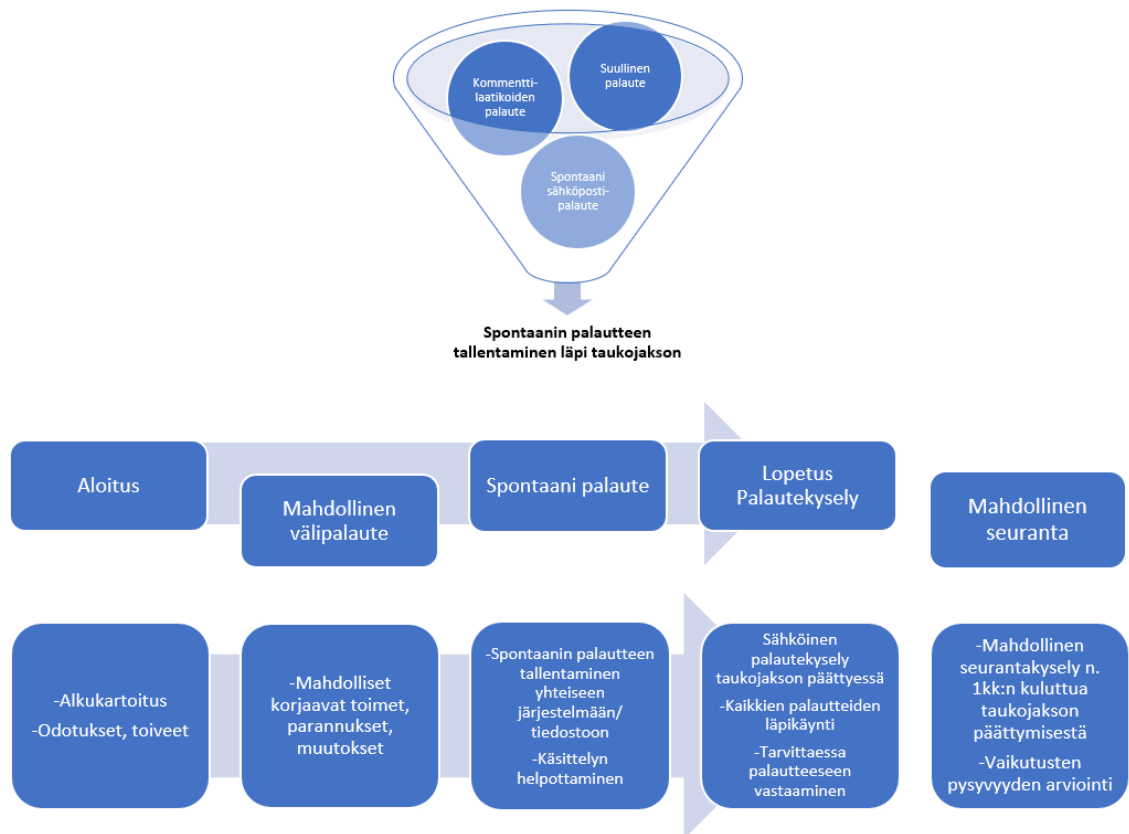 Kommentti-
laatikoiden
palaute
Suullinen
palaute
Spontaani
sähköposti-
palaute
Spontaanin palautteen
tallentaminen läpi taukojakson
Aloitus
Mahdollinen
välipalaute
Spontaani palaute
Lopetus
Palautekysely
Mahdollinen
seuranta
-Alkukartoitus
-Odotukset, toiveet
-Mahdolliset
korjaavat toimet,
parannukset,
muutokset
-Spontaanin palautteen
tallentaminen
yhteiseen
järjestelmään/
tiedostoon
-Käsittelyn
helpottaminen
Sähköinen
palautekysely
taukojakson päättyessä
-Kaikkien palautteiden
läpikäynti
-Tarvittaessa
palautteeseen
vastaaminen
-Mahdollinen
seurantakysely n.
1kk:n kuluttua
taukojakson
päättymisestä
-Vaikutusten
pysyvyyden arviointi